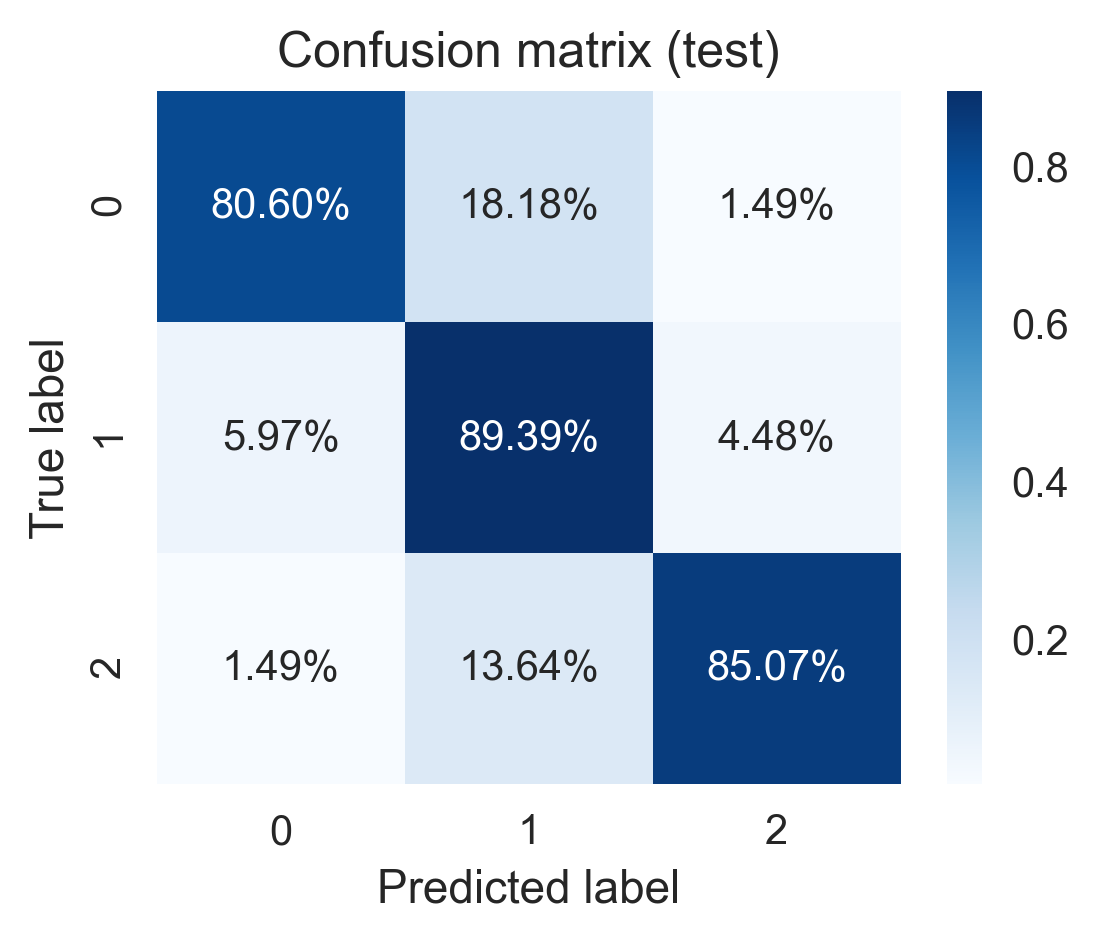 Confusion matrix (test)
0 80.60% 18.18% 1.49%
1 5.97% 89.39% 4.48%
2 1.49% 13.64% 85.07%
0 1 2
True label
Predicted label
0.8
0.6
0.4
0.2